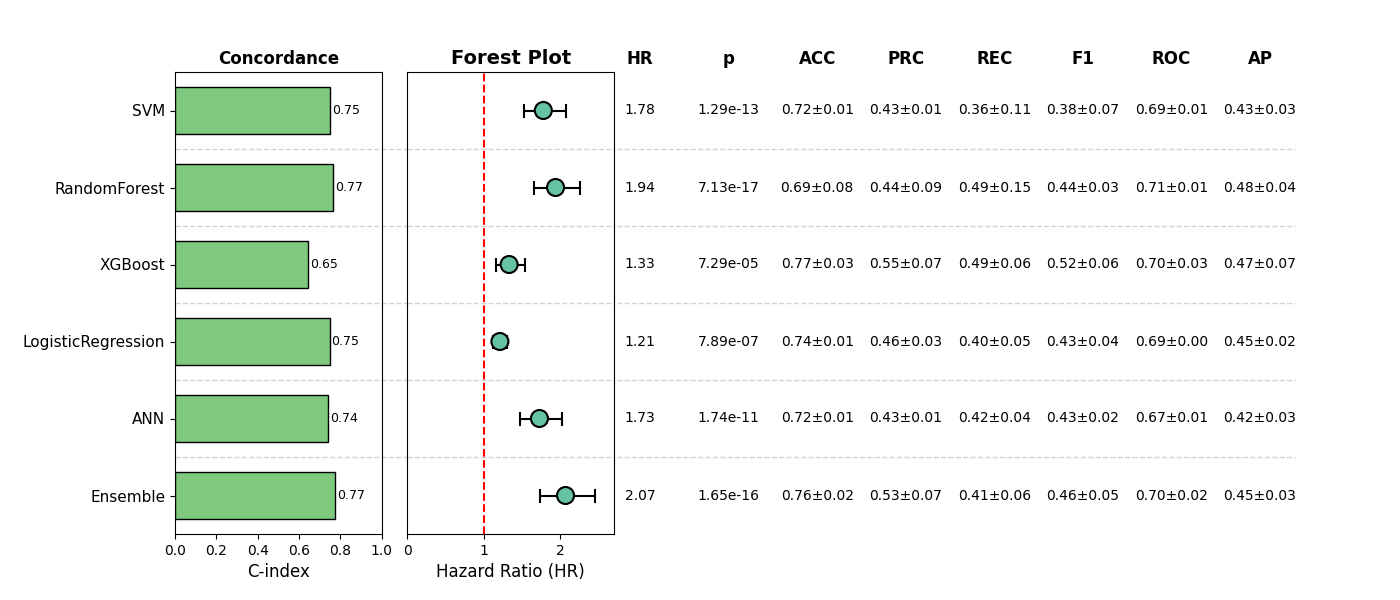 Concordance Forest Plot HR p ACC PRC REC F1 ROC AP
SVM 0.75 1.78 1.29e-13 0.72±0.01 0.43±0.01 0.36±0.11 0.38±0.07 0.69±0.01 0.43±0.03
RandomForest 0.77 1.94 7.13e-17 0.69±0.08 0.44±0.09 0.49±0.15 0.44±0.03 0.71±0.01 0.48±0.04
XGBoost 0.65 1.33 7.29e-05 0.77±0.03 0.55±0.07 0.49±0.06 0.52±0.06 0.70±0.03 0.47±0.07
LogisticRegression 0.75 1.21 7.89e-07 0.74±0.01 0.46±0.03 0.40±0.05 0.43±0.04 0.69±0.00 0.45±0.02
ANN 0.74 1.73 1.74e-11 0.72±0.01 0.43±0.01 0.42±0.04 0.43±0.02 0.67±0.01 0.42±0.03
Ensemble 0.77 2.07 1.65e-16 0.76±0.02 0.53±0.07 0.41±0.06 0.46±0.05 0.70±0.02 0.45±0.03
0.0 0.2 0.4 0.6 0.8 1.0 0 1 2
C-index Hazard Ratio (HR)